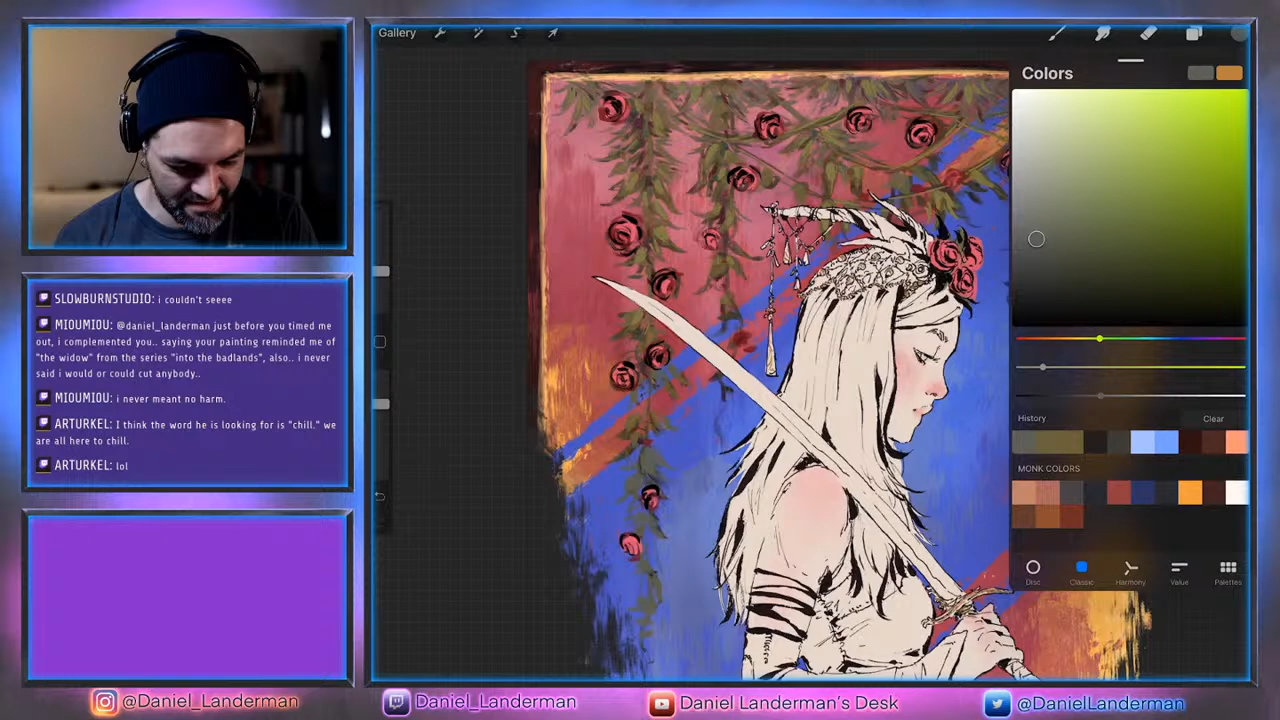 Gallery
Colors
SLOWBURNSTUDIO: i couldn't seeee
MIOUMIOU: @daniel_landerman just before you timed me
out, i complemented you.. saying your painting reminded me of
"the widow" from the series "into the badlands", also.. i never
said i would or could cut anybody..
MIOUMIOU: i never meant no harm.
ARTURKEL: I think the word he is looking for is "chill." we
are all here to chill.
ARTURKEL: lol
History
Clear
MONK COLORS
Disc
Classic
Harmony
Value
Palettes
@Daniel_Landerman
Daniel_Landerman
Daniel Landerman's Desk
@DanielLanderman